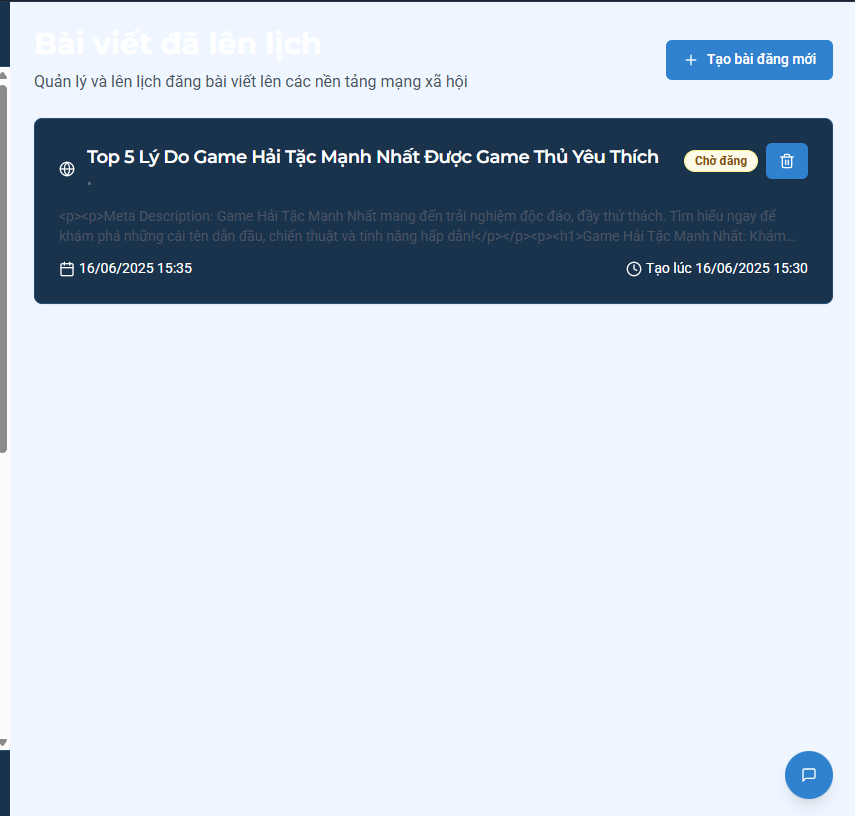 Bài viết đã lên lịch
Quản lý và lên lịch đăng bài viết lên các nền tảng mạng xã hội
Tạo bài đăng mới
Top 5 Lý Do Game Hải Tặc Mạnh Nhất Được Game Thủ Yêu Thích
Chờ đăng
•
<p><p>Meta Description: Game Hải Tặc Mạnh Nhất mang đến trải nghiệm độc đáo, đầy thử thách. Tìm hiểu ngay để
khám phá những cái tên dẫn đầu, chiến thuật và tính năng hấp dẫn!</p></p><p><h1>Game Hải Tặc Mạnh Nhất: Khám...
16/06/2025 15:35
Tạo lúc 16/06/2025 15:30